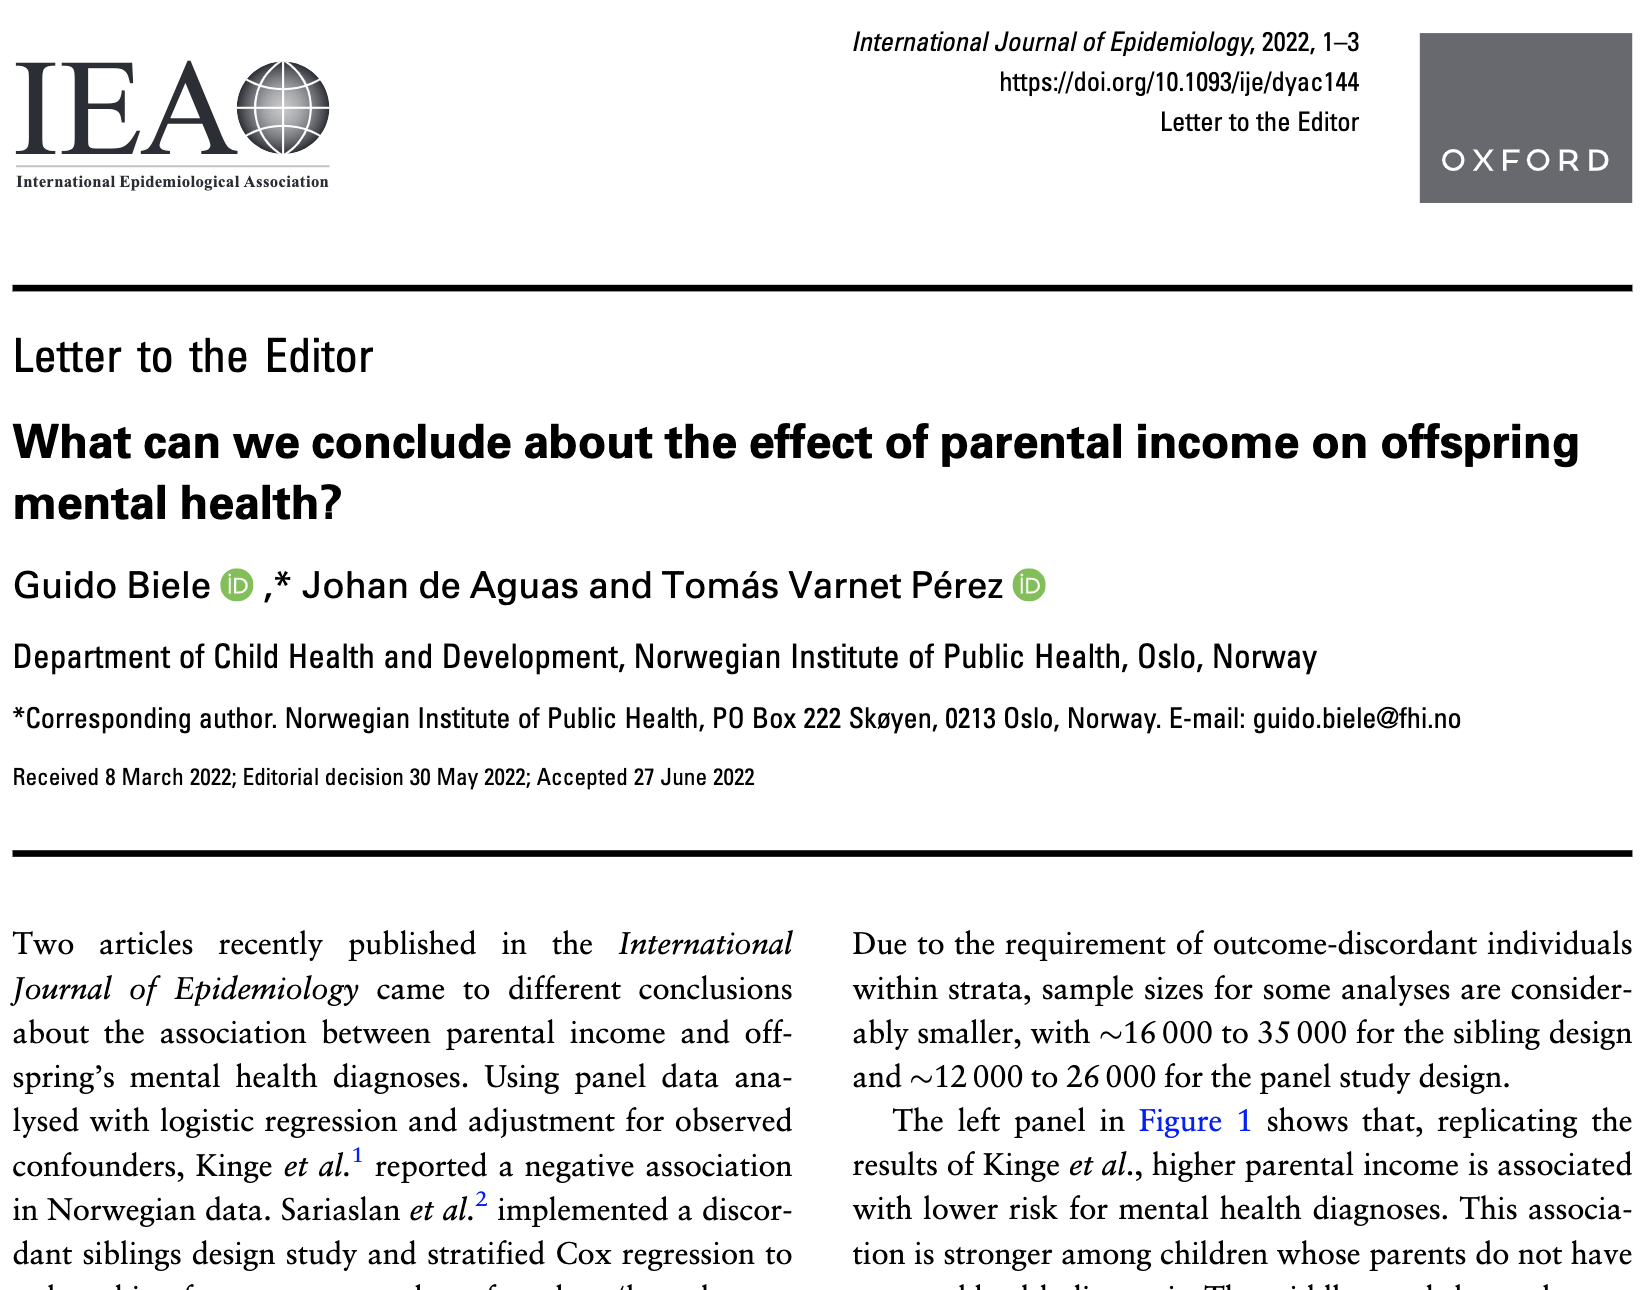 International Journal of Epidemiology, 2022, 1–3
https://doi.org/10.1093/ije/dyac144
Letter to the Editor
IEA
International Epidemiological Association
OXFORD
Letter to the Editor
What can we conclude about the effect of parental income on offspring
mental health?
Guido Biele iD ,* Johan de Aguas and Tomás Varnet Pérez iD
Department of Child Health and Development, Norwegian Institute of Public Health, Oslo, Norway
*Corresponding author. Norwegian Institute of Public Health, PO Box 222 Skøyen, 0213 Oslo, Norway. E-mail: guido.biele@fhi.no
Received 8 March 2022; Editorial decision 30 May 2022; Accepted 27 June 2022
Two articles recently published in the International
Journal of Epidemiology came to different conclusions
about the association between parental income and off-
spring’s mental health diagnoses. Using panel data ana-
lysed with logistic regression and adjustment for observed
confounders, Kinge et al.1 reported a negative association
in Norwegian data. Sariaslan et al.2 implemented a discor-
dant siblings design study and stratified Cox regression to
Due to the requirement of outcome-discordant individuals
within strata, sample sizes for some analyses are consider-
ably smaller, with ∼16 000 to 35 000 for the sibling design
and ∼12 000 to 26 000 for the panel study design.
The left panel in Figure 1 shows that, replicating the
results of Kinge et al., higher parental income is associated
with lower risk for mental health diagnoses. This associa-
tion is stronger among children whose parents do not have